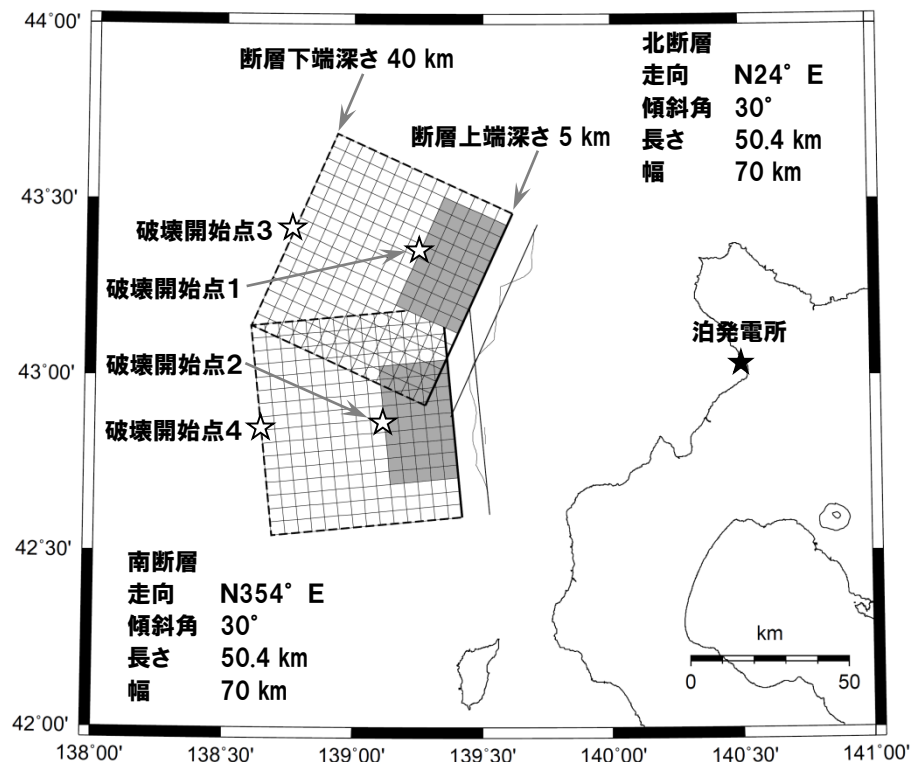 44°00'
43°30'
43°00'
42°30'
42°00'
138°00'
138°30'
139°00'
139°30'
140°00'
140°30'
141°00'
断層下端深さ 40 km
断層上端深さ 5 km
北断層
走向 N24° E
傾斜角 30°
長さ 50.4 km
幅 70 km
破壊開始点3
破壊開始点1
破壊開始点2
破壊開始点4
泊発電所
南断層
走向 N354° E
傾斜角 30°
長さ 50.4 km
幅 70 km
km
0 50